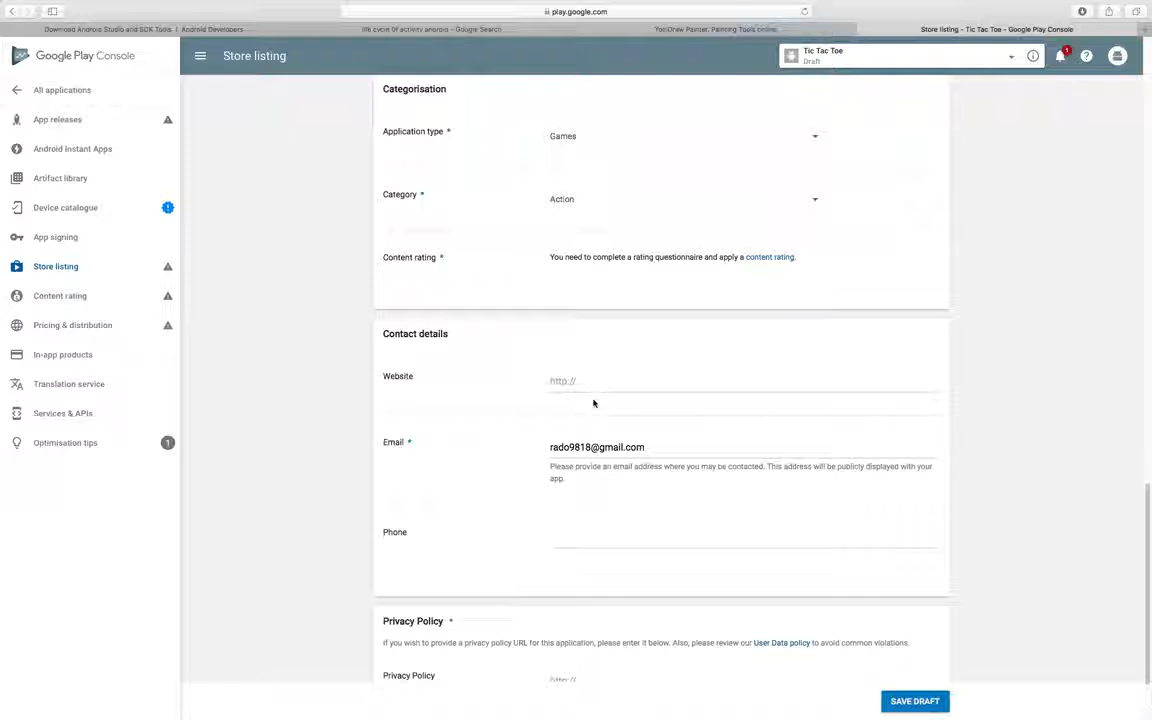 play.google.com
Download Android Studio and SDK Tools | Android Developers
life cycle of activity android - Google Search
YouiDraw Painter, Painting Tools online.
Store listing - Tic Tac Toe - Google Play Console
Google Play Console
Store listing
Tic Tac Toe
Draft
1
All applications
App releases
Android Instant Apps
Artifact library
Device catalogue
App signing
Store listing
Content rating
Pricing & distribution
In-app products
Translation service
Services & APIs
Optimisation tips
1
Categorisation
Application type *
Games
Category *
Action
Content rating *
You need to complete a rating questionnaire and apply a content rating.
Contact details
Website
http://
Email *
rado9818@gmail.com
Please provide an email address where you may be contacted. This address will be publicly displayed with your
app.
Phone
Privacy Policy *
If you wish to provide a privacy policy URL for this application, please enter it below. Also, please review our User Data policy to avoid common violations.
Privacy Policy
http://
SAVE DRAFT